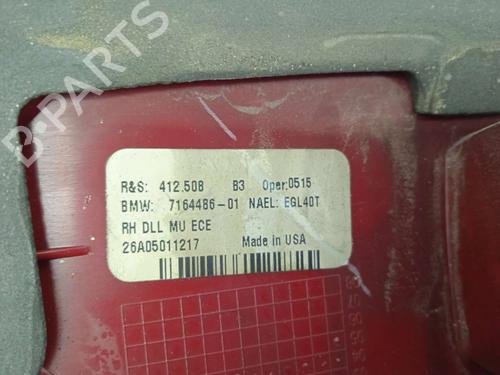 R&S: 412.508 B3 Oper:0515
BMW: 7164486-01 NAEL: EGL40T
RH DLL MU ECE
26A05011217 Made in USA
B-PARTS